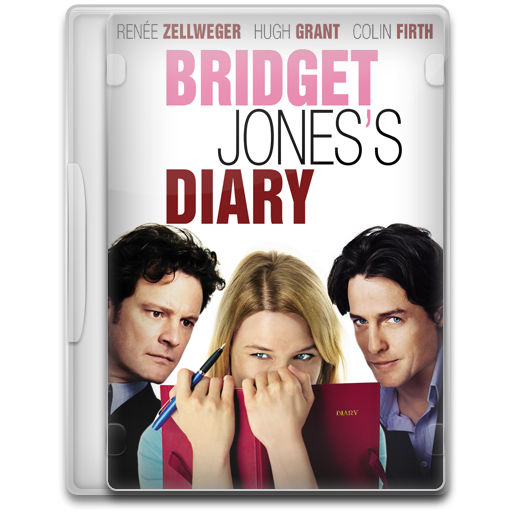 RENÉE ZELLWEGER HUGH GRANT COLIN FIRTH
BRIDGET
JONES'S
DIARY
DIARY